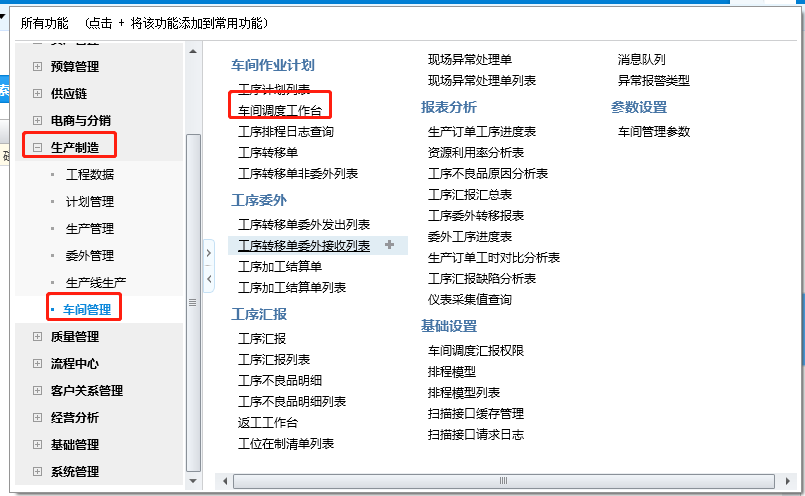 所有功能 （点击 + 将该功能添加到常用功能）
预算管理
供应链
电商与分销
生产制造
工程数据
计划管理
生产管理
委外管理
生产线生产
车间管理
质量管理
流程中心
客户关系管理
经营分析
基础管理
系统管理
车间作业计划
工序计划列表
车间调度工作台
工序排程日志查询
工序转移单
工序转移单非委外列表
工序委外
工序转移单委外发出列表
工序转移单委外接收列表
工序加工结算单
工序加工结算单列表
工序汇报
工序汇报
工序汇报列表
工序不良品明细
工序不良品明细列表
返工工作台
工位在制清单列表
现场异常处理单
现场异常处理单列表
报表分析
生产订单工序进度表
资源利用率分析表
工序不良品原因分析表
工序汇报汇总表
工序委外转移报表
委外工序进度表
生产订单工时对比分析表
工序汇报缺陷分析表
仪表采集值查询
基础设置
车间调度汇报权限
排程模型
排程模型列表
扫描接口缓存管理
扫描接口请求日志
消息队列
异常报警类型
参数设置
车间管理参数